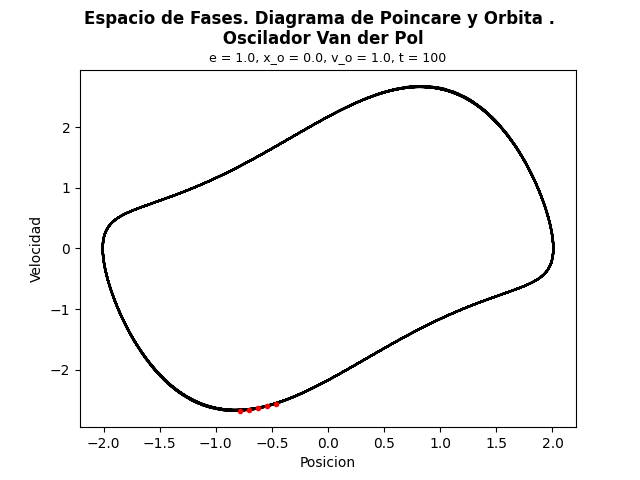 Espacio de Fases. Diagrama de Poincare y Orbita .
Oscilador Van der Pol
e = 1.0, x_o = 0.0, v_o = 1.0, t = 100
2
1
0
−1
−2
Velocidad
−2.0 −1.5 −1.0 −0.5 0.0 0.5 1.0 1.5 2.0
Posicion